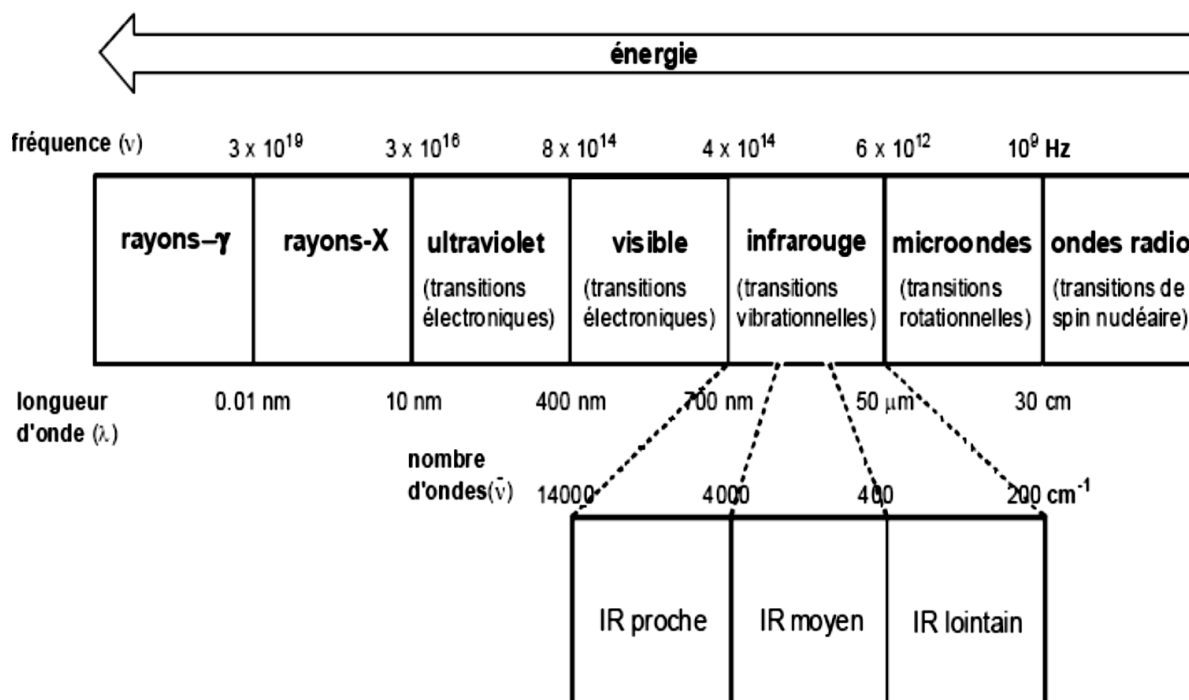 énergie
fréquence (ν) 3 x 10¹⁹ 3 x 10¹⁶ 8 x 10¹⁴ 4 x 10¹⁴ 6 x 10¹² 10⁹ Hz
rayons–γ rayons-X ultraviolet visible infrarouge microondes ondes radio
(transitions (transitions (transitions (transitions (transitions de
électroniques) électroniques) vibrationnelles) rotationnelles) spin nucléaire)
longueur 0.01 nm 10 nm 400 nm 700 nm 50 μm 30 cm
d'onde (λ)
nombre
d'ondes(ν̄) 14000 4000 400 200 cm⁻¹
IR proche IR moyen IR lointain